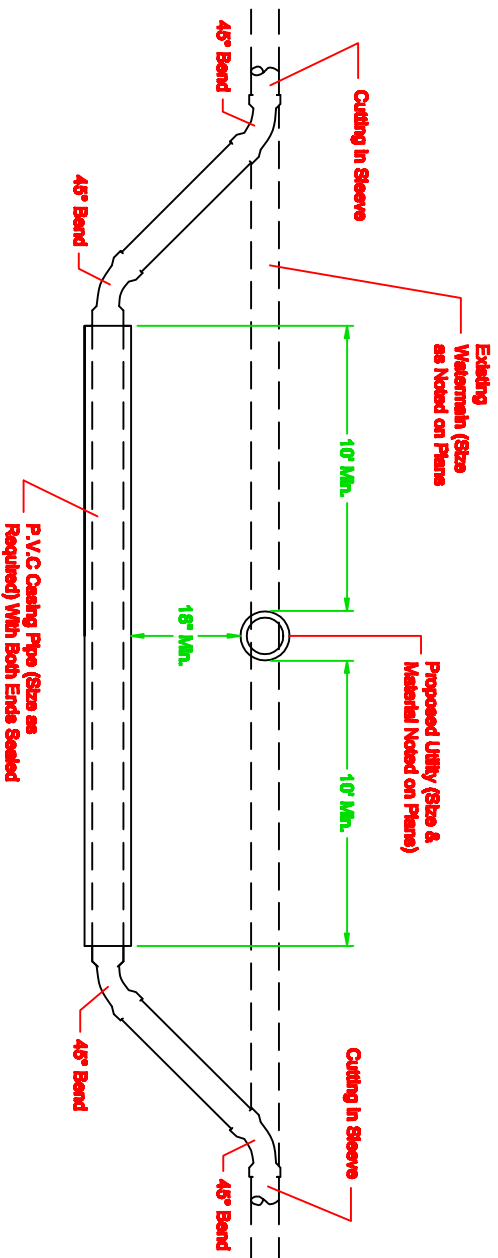 Existing
Watermain (Size
as Noted on Plans
Cutting In Sleeve
45° Bend
45° Bend
10' Min.
18" Min.
P.V.C Casing Pipe (Size as
Required) With Both Ends Sealed
Proposed Utility (Size &
Material Noted on Plans)
10' Min.
Cutting In Sleeve
45° Bend
45° Bend